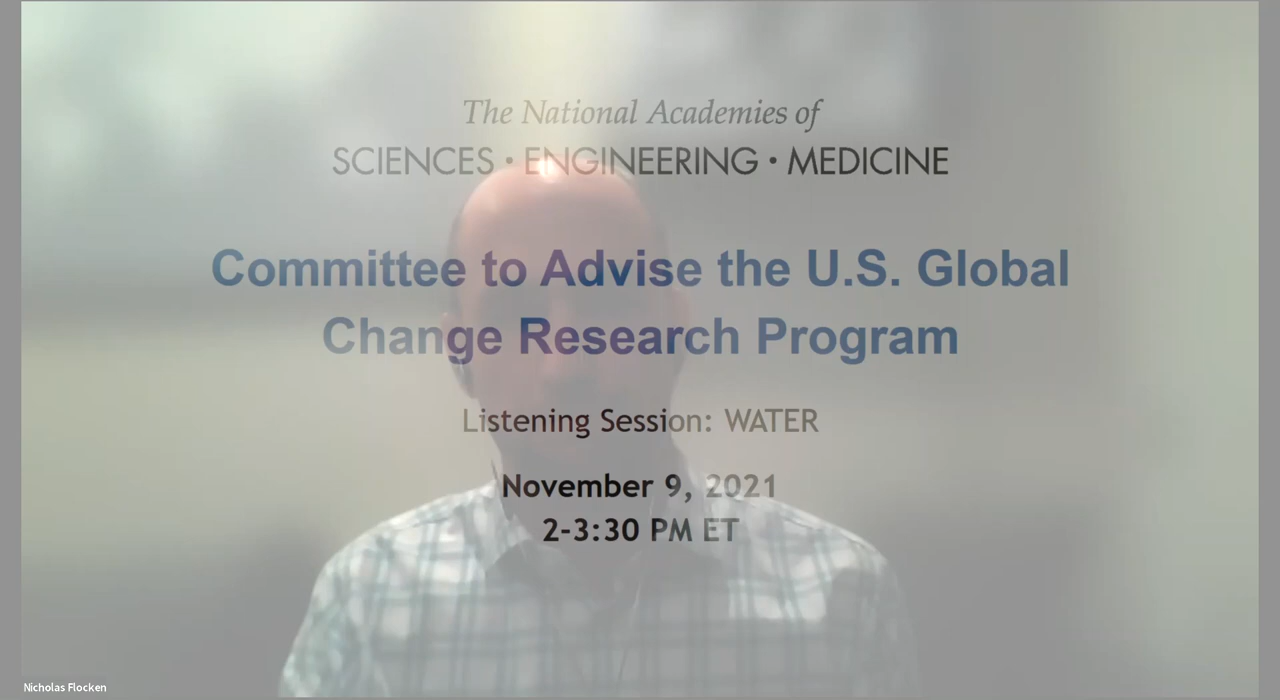 The National Academies of
SCIENCES · ENGINEERING · MEDICINE
Committee to Advise the U.S. Global
Change Research Program
Listening Session: WATER
November 9, 2021
2-3:30 PM ET
Nicholas Flocken